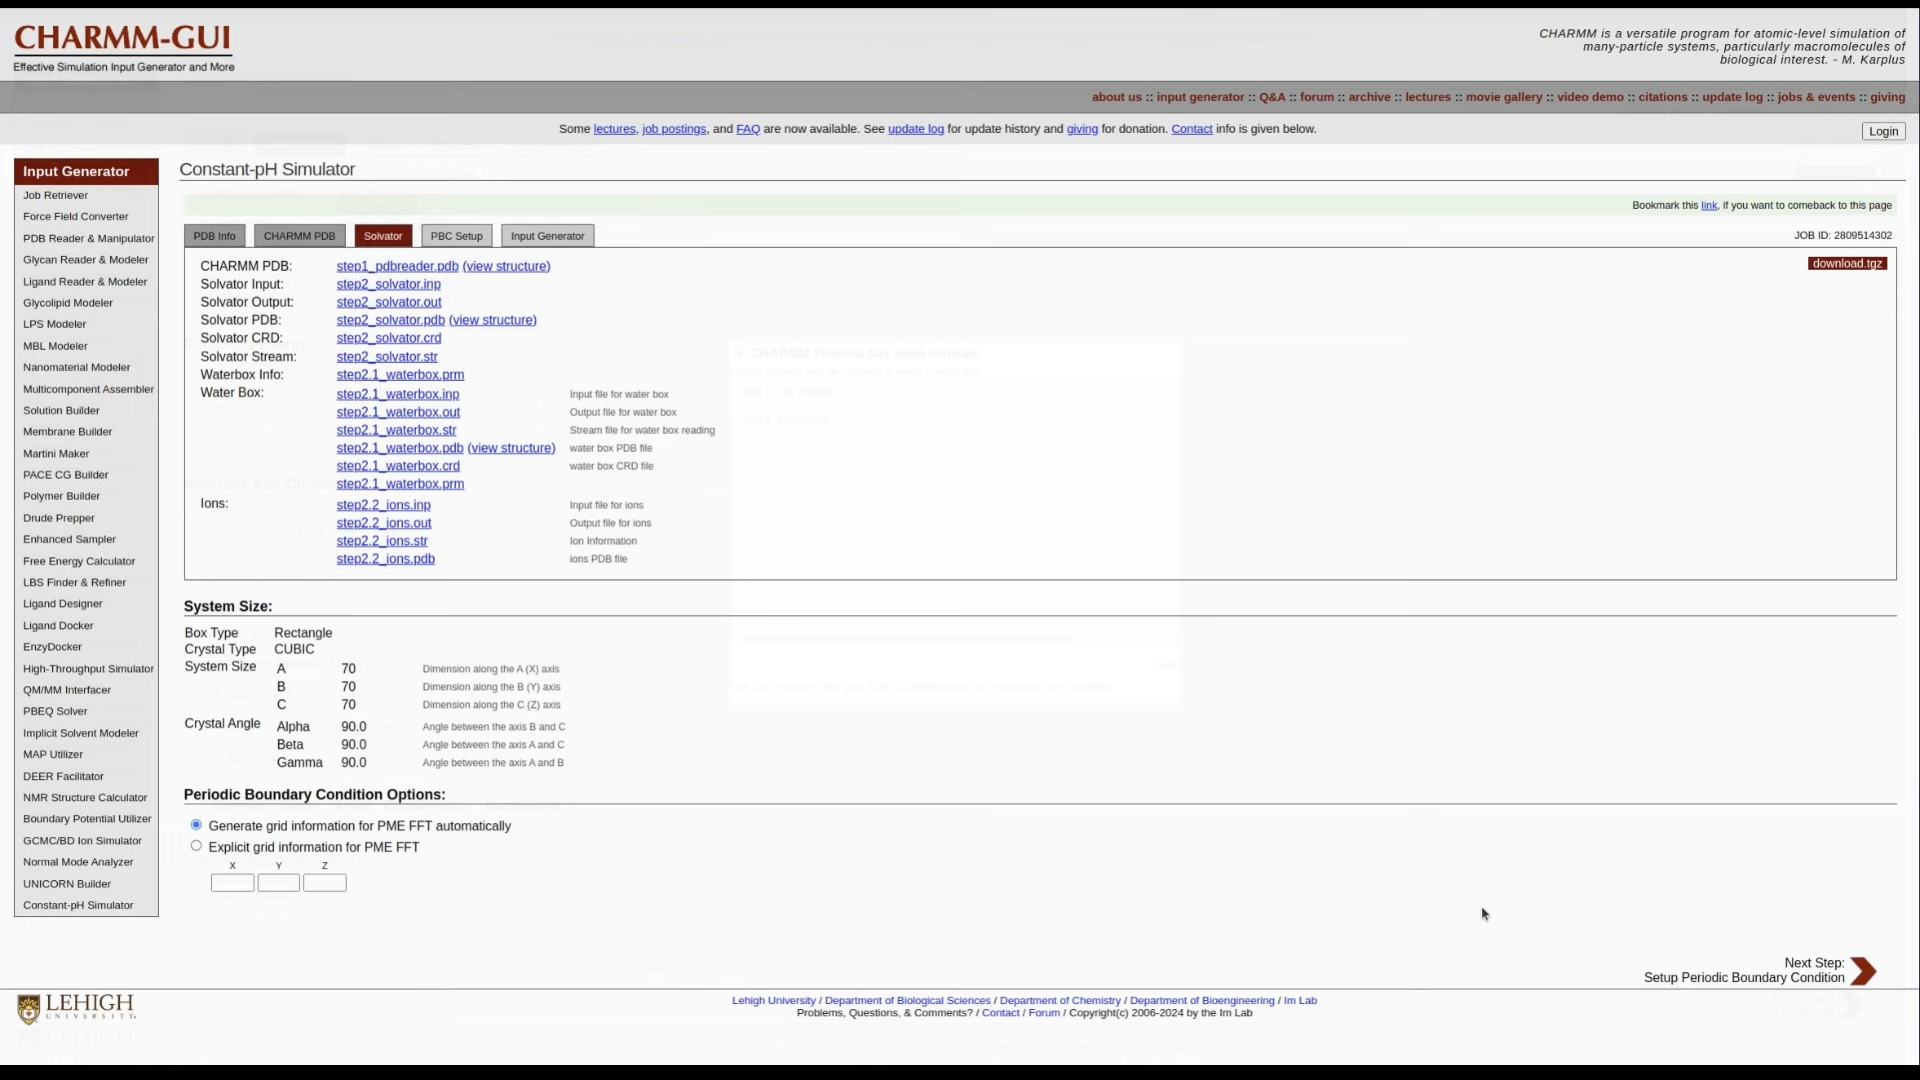 CHARMM-GUI
Effective Simulation Input Generator and More
CHARMM is a versatile program for atomic-level simulation of
many-particle systems, particularly macromolecules of
biological interest. - M. Karplus
about us :: input generator :: Q&A :: forum :: archive :: lectures :: movie gallery :: video demo :: citations :: update log :: jobs & events :: giving
Some lectures, job postings, and FAQ are now available. See update log for update history and giving for donation. Contact info is given below.
Login
Input Generator
Job Retriever
Force Field Converter
PDB Reader & Manipulator
Glycan Reader & Modeler
Ligand Reader & Modeler
Glycolipid Modeler
LPS Modeler
MBL Modeler
Nanomaterial Modeler
Multicomponent Assembler
Solution Builder
Membrane Builder
Martini Maker
PACE CG Builder
Polymer Builder
Drude Prepper
Enhanced Sampler
Free Energy Calculator
LBS Finder & Refiner
Ligand Designer
Ligand Docker
EnzyDocker
High-Throughput Simulator
QM/MM Interfacer
PBEQ Solver
Implicit Solvent Modeler
MAP Utilizer
DEER Facilitator
NMR Structure Calculator
Boundary Potential Utilizer
GCMC/BD Ion Simulator
Normal Mode Analyzer
UNICORN Builder
Constant-pH Simulator
Constant-pH Simulator
Bookmark this link, if you want to comeback to this page
PDB Info CHARMM PDB Solvator PBC Setup Input Generator
JOB ID: 2809514302
download.tgz
CHARMM PDB: step1_pdbreader.pdb (view structure)
Solvator Input: step2_solvator.inp
Solvator Output: step2_solvator.out
Solvator PDB: step2_solvator.pdb (view structure)
Solvator CRD: step2_solvator.crd
Solvator Stream: step2_solvator.str
Waterbox Info: step2.1_waterbox.prm
Water Box: step2.1_waterbox.inp Input file for water box
step2.1_waterbox.out Output file for water box
step2.1_waterbox.str Stream file for water box reading
step2.1_waterbox.pdb (view structure) water box PDB file
step2.1_waterbox.crd water box CRD file
step2.1_waterbox.prm
Ions: step2.2_ions.inp Input file for ions
step2.2_ions.out Output file for ions
step2.2_ions.str Ion Information
step2.2_ions.pdb ions PDB file
CHARMM Process has been invoked.
System Size:
Box Type Rectangle
Crystal Type CUBIC
System Size A 70 Dimension along the A (X) axis
B 70 Dimension along the B (Y) axis
C 70 Dimension along the C (Z) axis
Crystal Angle Alpha 90.0 Angle between the axis B and C
Beta 90.0 Angle between the axis A and C
Gamma 90.0 Angle between the axis A and B
Periodic Boundary Condition Options:
Generate grid information for PME FFT automatically
Explicit grid information for PME FFT
X Y Z
Next Step:
Setup Periodic Boundary Condition
LEHIGH
UNIVERSITY
Lehigh University / Department of Biological Sciences / Department of Chemistry / Department of Bioengineering / Im Lab
Problems, Questions, & Comments? / Contact / Forum / Copyright(c) 2006-2024 by the Im Lab